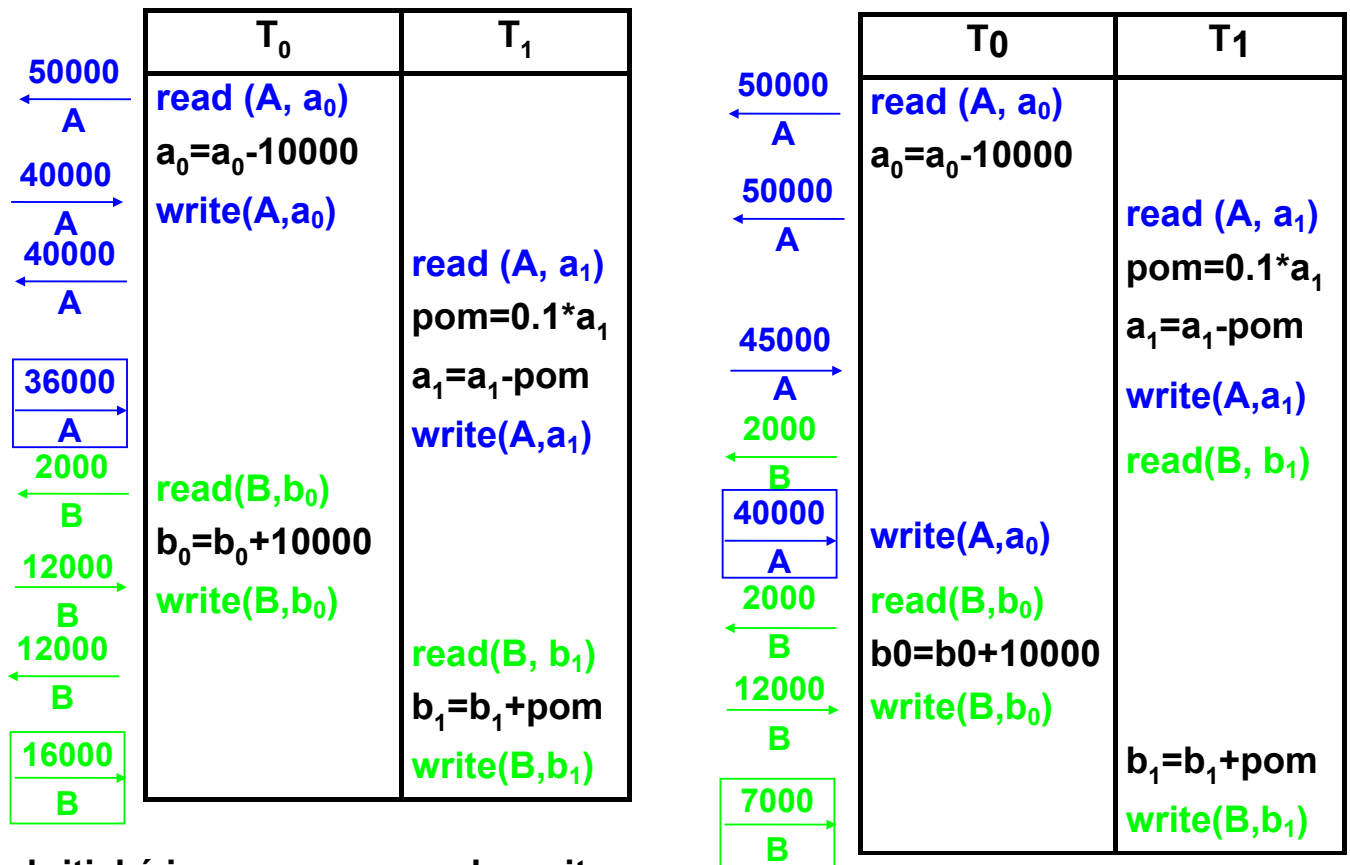 T₀ T₁
50000
A
read (A, a₀)
a₀=a₀-10000
40000
A
write(A,a₀)
40000
A
read (A, a₁)
pom=0.1*a₁
36000
A
a₁=a₁-pom
write(A,a₁)
2000
B
read(B,b₀)
b₀=b₀+10000
12000
B
write(B,b₀)
12000
B
read(B, b₁)
b₁=b₁+pom
16000
B
write(B,b₁)
T0 T1
50000
A
read (A, a₀)
a₀=a₀-10000
50000
A
read (A, a₁)
pom=0.1*a₁
a₁=a₁-pom
45000
A
write(A,a₁)
2000
B
read(B, b₁)
40000
A
write(A,a₀)
2000
B
read(B,b₀)
b0=b0+10000
12000
B
write(B,b₀)
b₁=b₁+pom
7000
B
write(B,b₁)